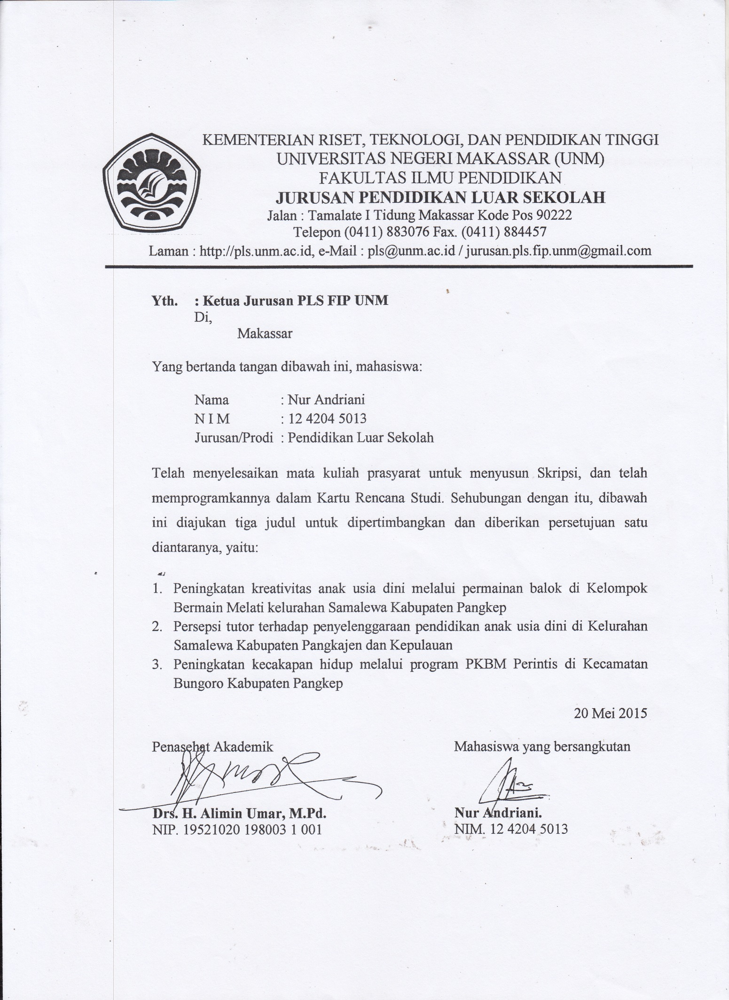 KEMENTERIAN RISET, TEKNOLOGI, DAN PENDIDIKAN TINGGI
UNIVERSITAS NEGERI MAKASSAR (UNM)
FAKULTAS ILMU PENDIDIKAN
JURUSAN PENDIDIKAN LUAR SEKOLAH
Jalan : Tamalate I Tidung Makassar Kode Pos 90222
Telepon (0411) 883076 Fax. (0411) 884457
Laman : http://pls.unm.ac.id, e-Mail : pls@unm.ac.id / jurusan.pls.fip.unm@gmail.com
Yth. : Ketua Jurusan PLS FIP UNM
Di,
Makassar
Yang bertanda tangan dibawah ini, mahasiswa:
Nama : Nur Andriani
N I M : 12 4204 5013
Jurusan/Prodi : Pendidikan Luar Sekolah
Telah menyelesaikan mata kuliah prasyarat untuk menyusun Skripsi, dan telah
memprogramkannya dalam Kartu Rencana Studi. Sehubungan dengan itu, dibawah
ini diajukan tiga judul untuk dipertimbangkan dan diberikan persetujuan satu
diantaranya, yaitu:
1. Peningkatan kreativitas anak usia dini melalui permainan balok di Kelompok
Bermain Melati kelurahan Samalewa Kabupaten Pangkep
2. Persepsi tutor terhadap penyelenggaraan pendidikan anak usia dini di Kelurahan
Samalewa Kabupaten Pangkajen dan Kepulauan
3. Peningkatan kecakapan hidup melalui program PKBM Perintis di Kecamatan
Bungoro Kabupaten Pangkep
20 Mei 2015
Penasehat Akademik Mahasiswa yang bersangkutan
Drs. H. Alimin Umar, M.Pd. Nur Andriani.
NIP. 19521020 198003 1 001 NIM. 12 4204 5013